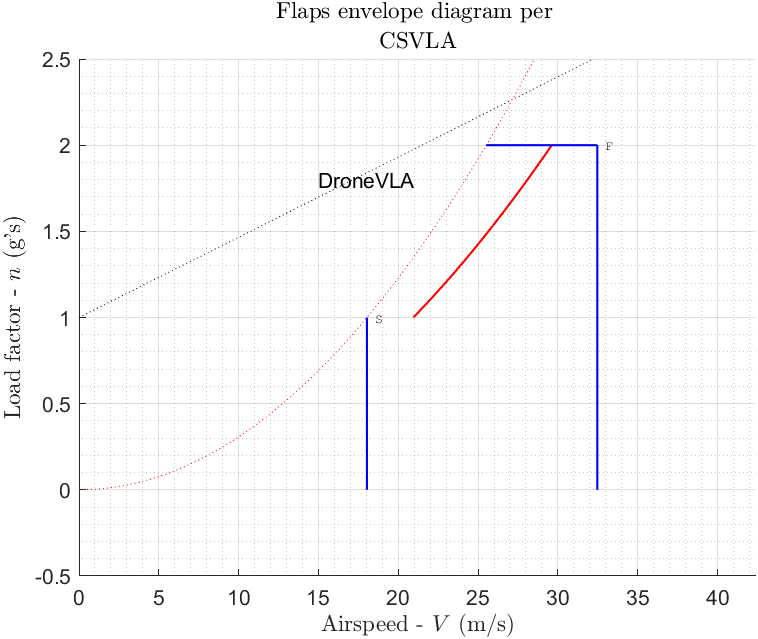 Flaps envelope diagram per
CSVLA
2.5
2
1.5
1
0.5
0
-0.5
Load factor - n (g's)
DroneVLA
F
S
0 5 10 15 20 25 30 35 40
Airspeed - V (m/s)